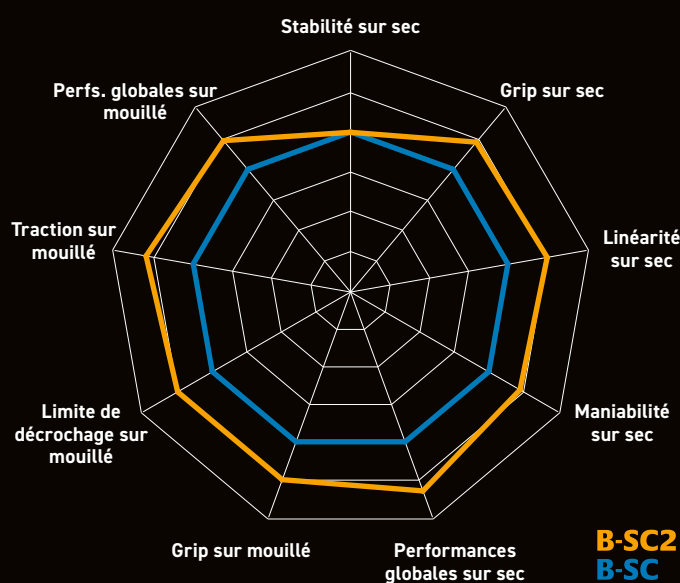 Stabilité sur sec
Perfs. globales sur
mouillé
Grip sur sec
Traction sur
mouillé
Linéarité
sur sec
Limite de
décrochage sur
mouillé
Maniabilité
sur sec
Grip sur mouillé
Performances
globales sur sec
B-SC2
B-SC